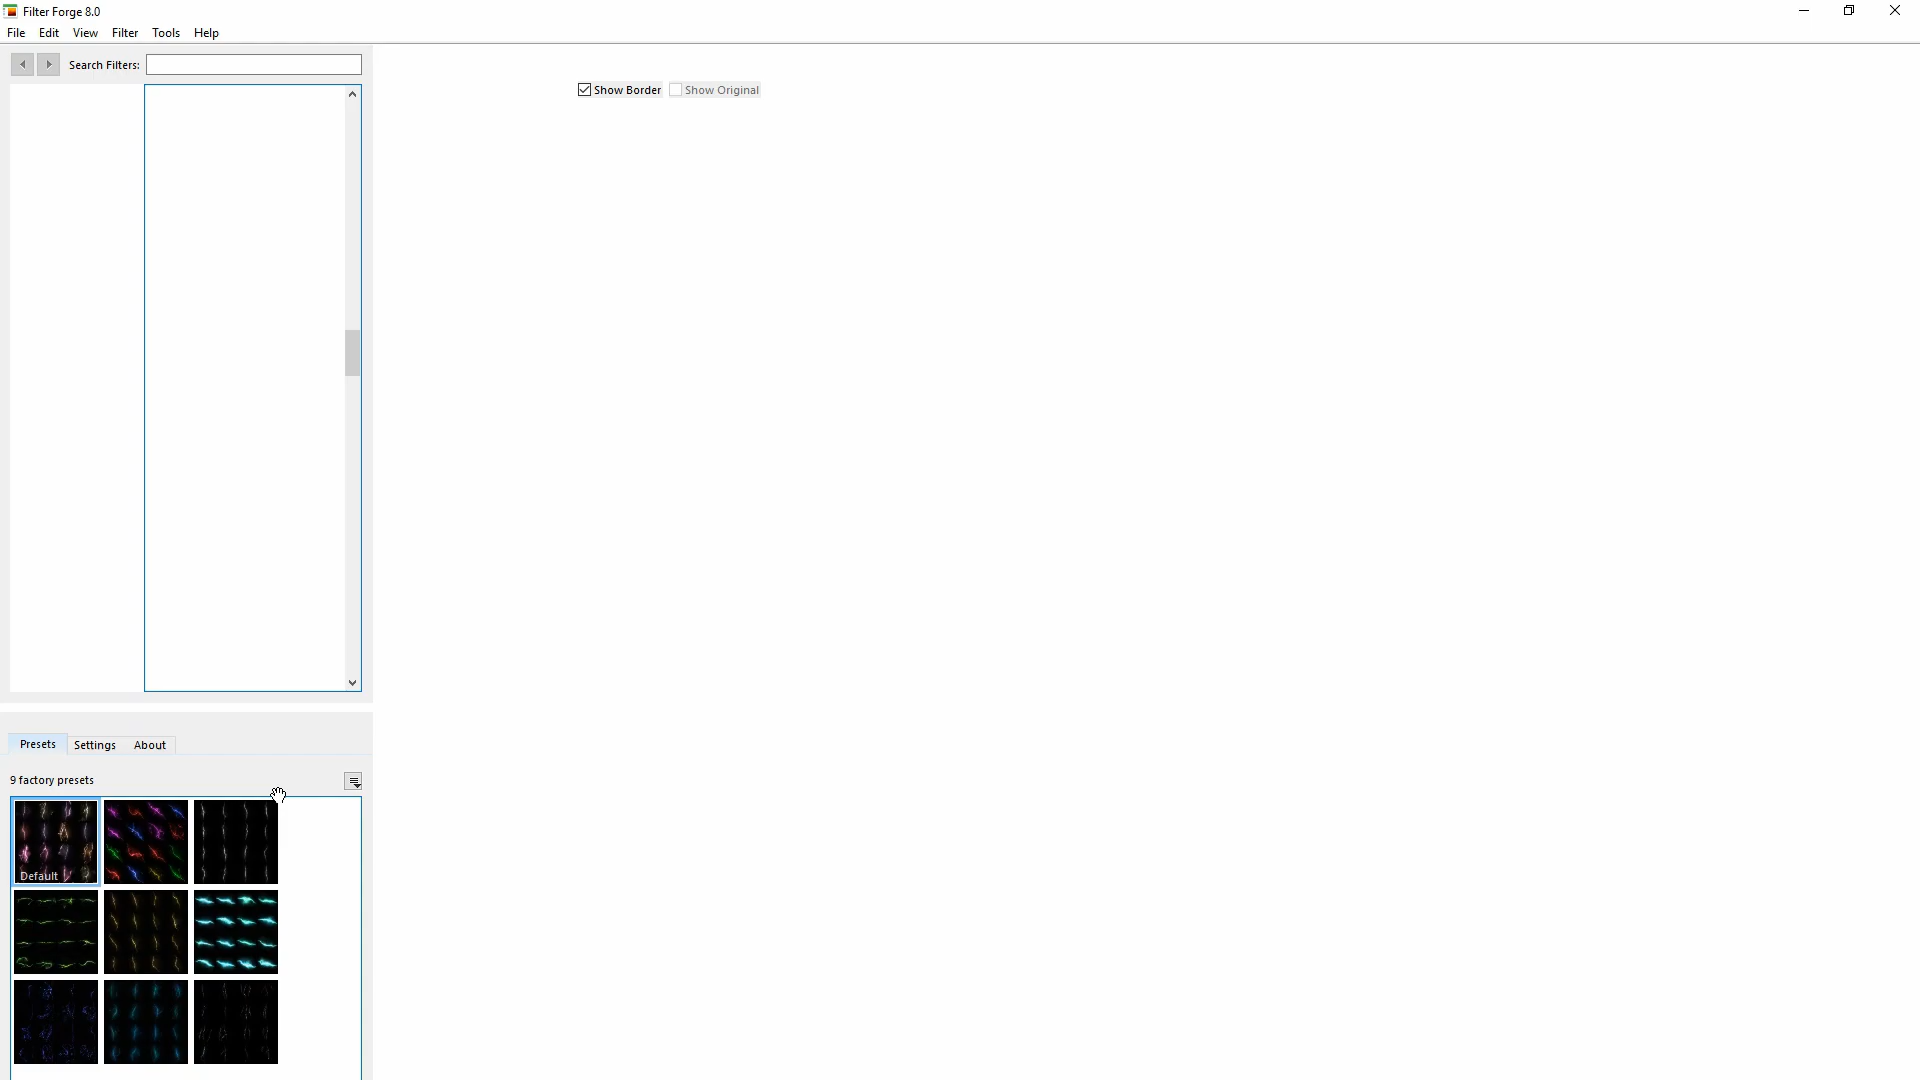 Filter Forge 8.0
File Edit View Filter Tools Help
Search Filters:
Show Border Show Original
Presets Settings About
9 factory presets
Default